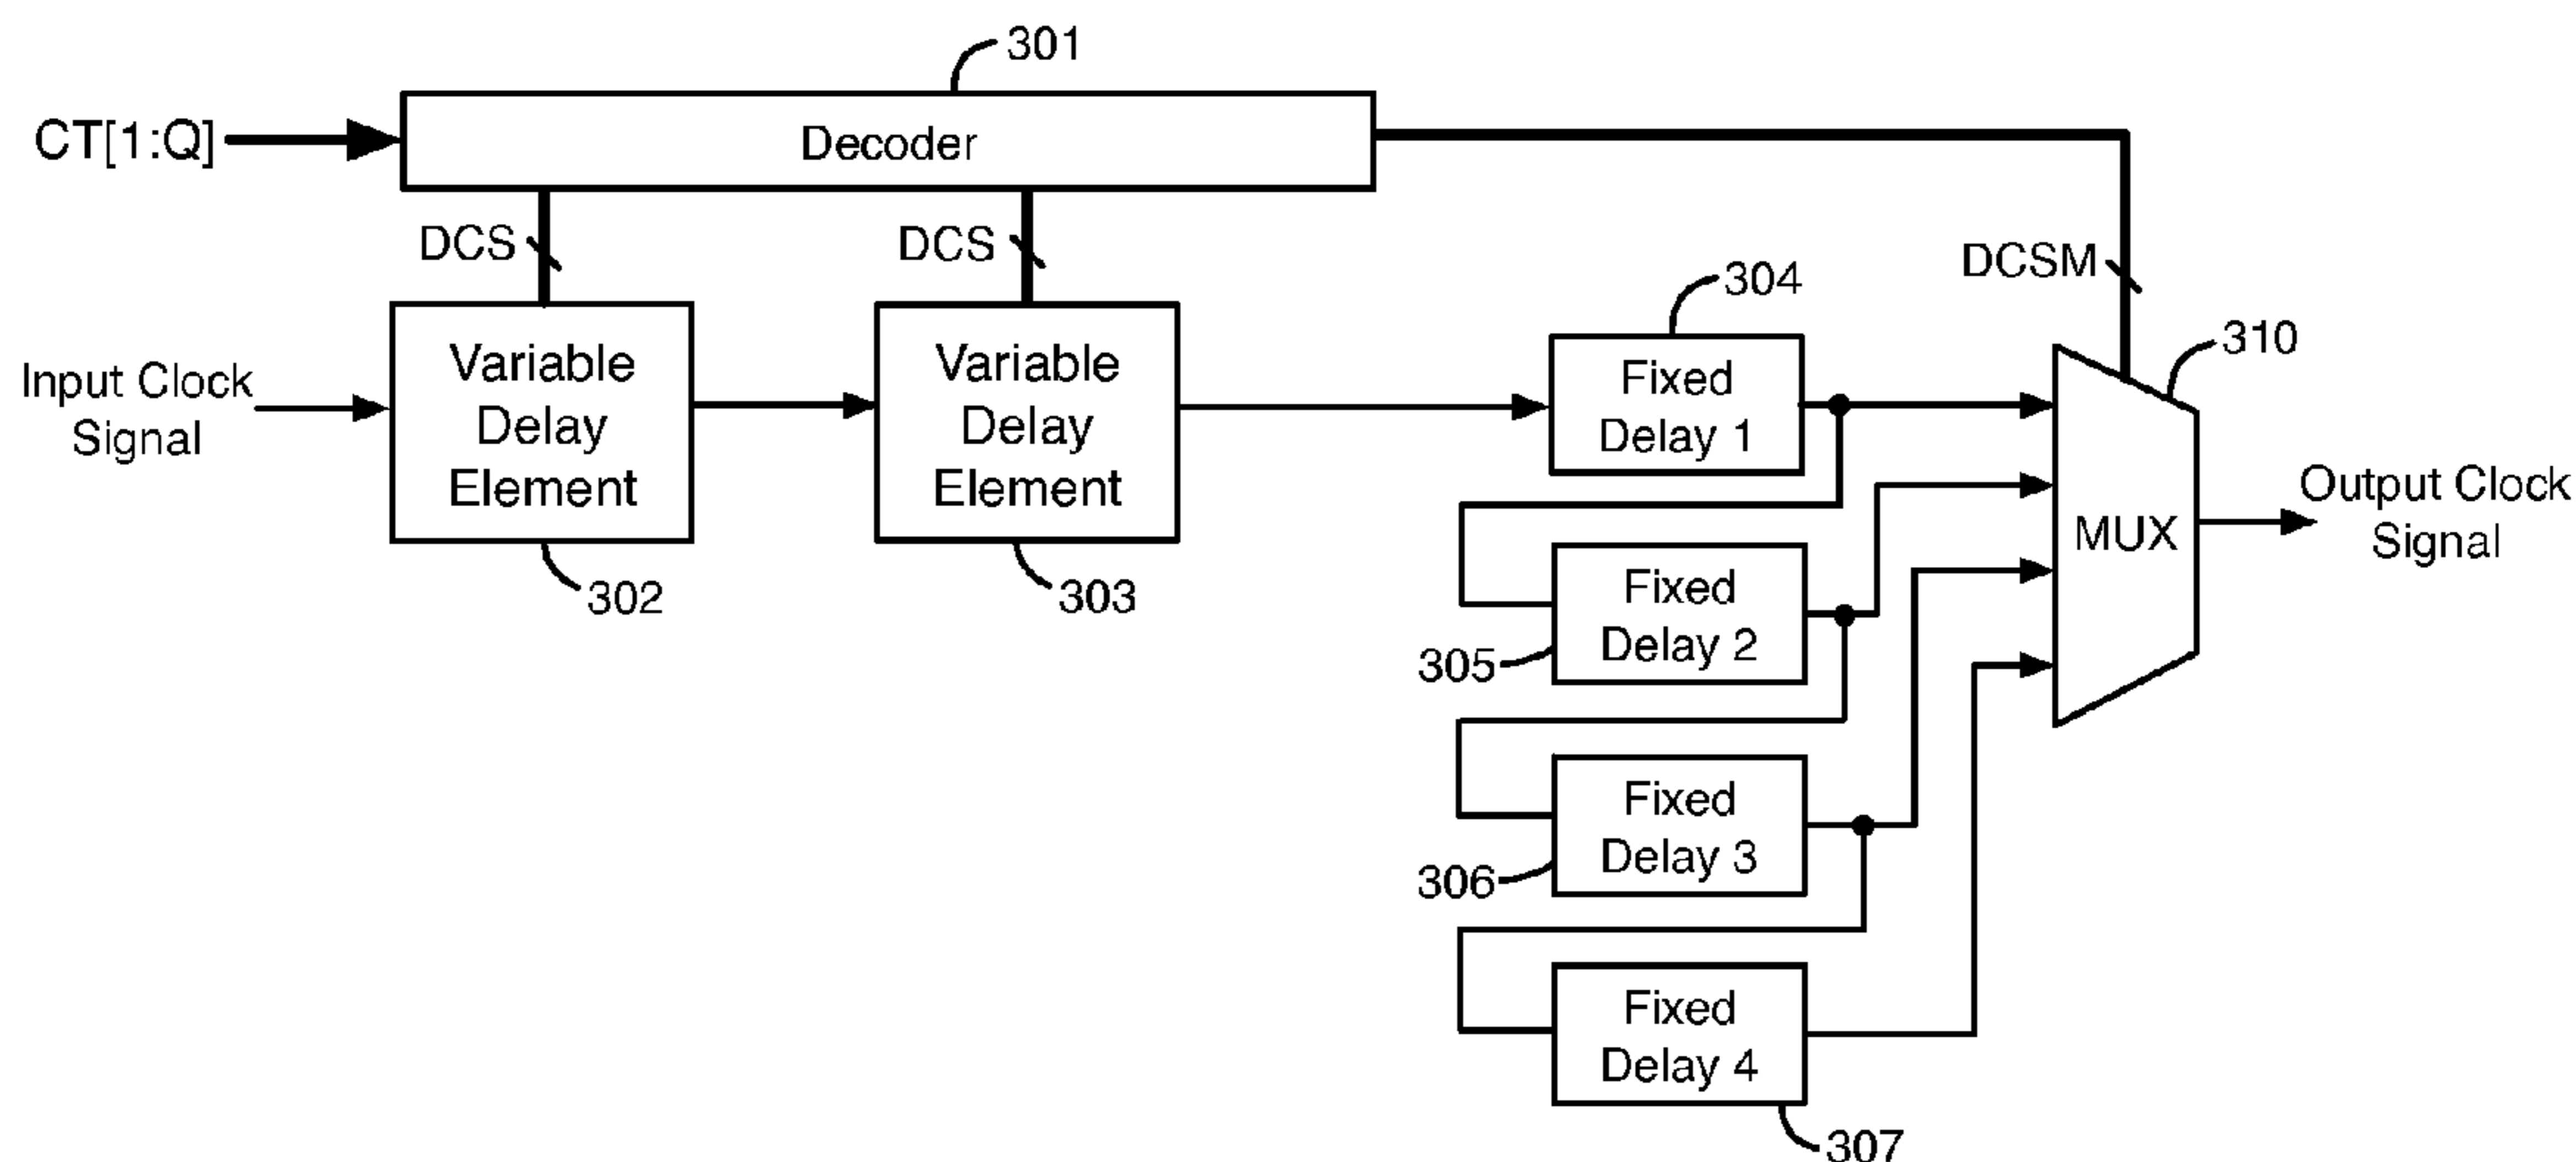 301
CT[1:Q]
Decoder
DCS
DCS
DCSM
304
310
Input Clock
Signal
Variable
Delay
Element
302
Variable
Delay
Element
303
Fixed
Delay 1
MUX
Output Clock
Signal
Fixed
Delay 2
305
Fixed
Delay 3
306
Fixed
Delay 4
307